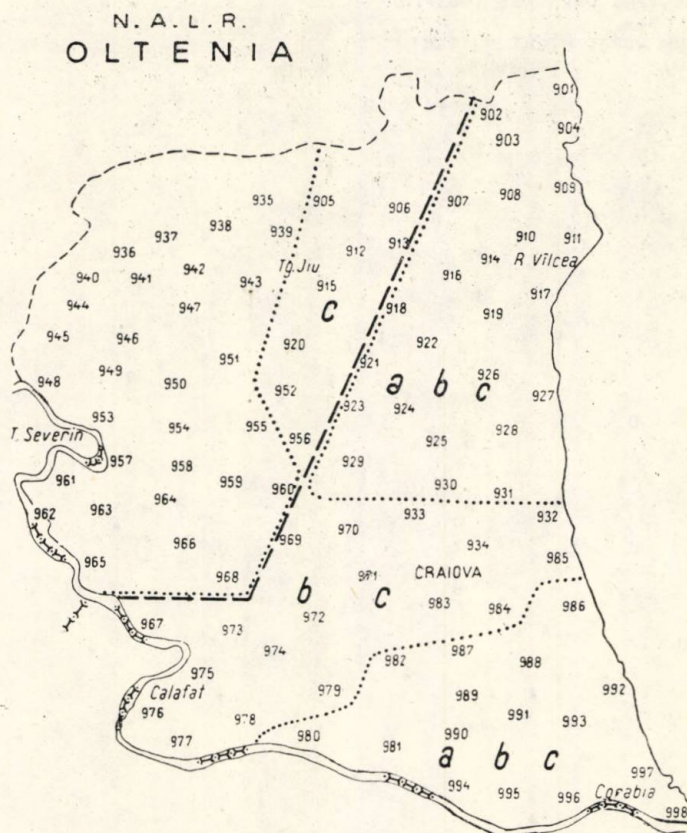 N. A. L. R.
OLTENIA
901
902
903 904
935 905 906 907 908 909
937 938 939 912 913 910 911
936 Tg. Jiu 914 R. Vîlcea
940 941 942 943 915 916 917
944 947 c 918 919
945 946 920 922
951 921
948 949 950 952 a b c 926 927
953 923 924
T. Severin 954 955 956 925 928
957 958 929
961 959 960 930 931
962 963 964 933 932
966 969 970 934
965 968 971 CRAIOVA 985
b c 983 984 986
967 973 972
974 982 987 988
975 979 989 992
Calafat
976 978 991 993
977 980 981 990 a b c
994 995 996 997
Corabia
998